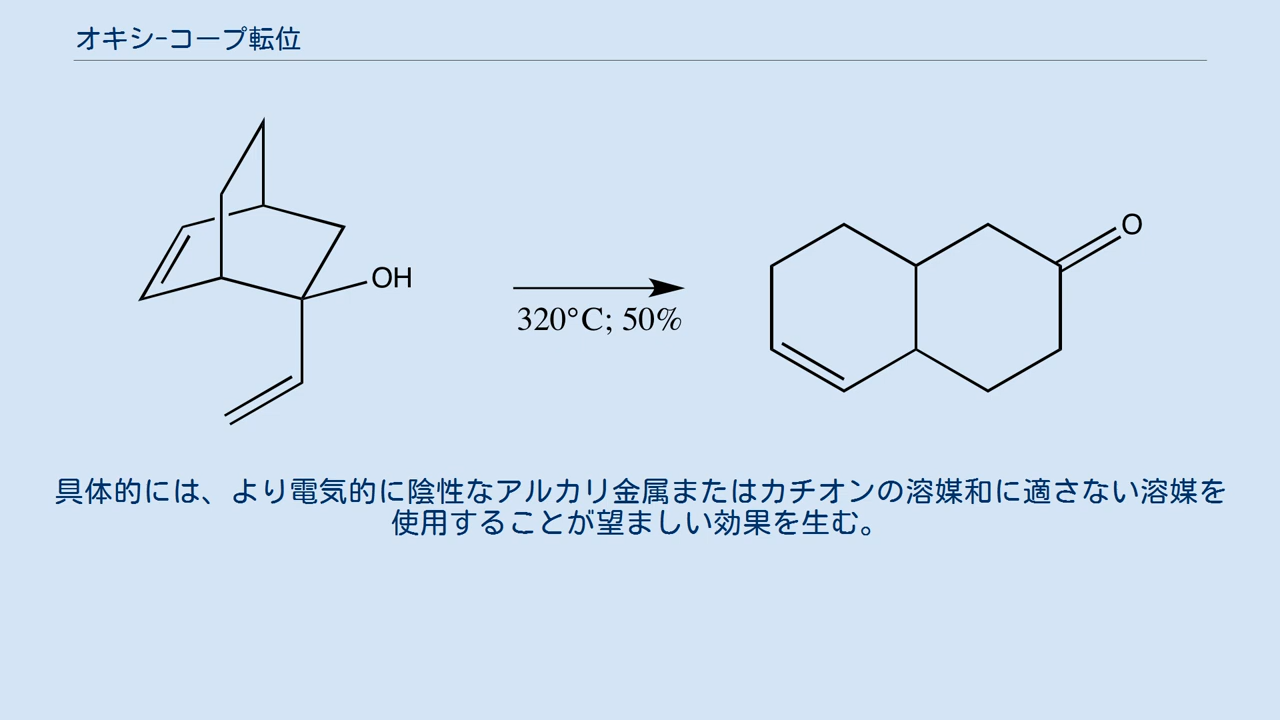 オキシ-コープ転位
OH
O
320°C; 50%
具体的には、より電気的に陰性なアルカリ金属またはカチオンの溶媒和に適さない溶媒を
使用することが望ましい効果を生む。